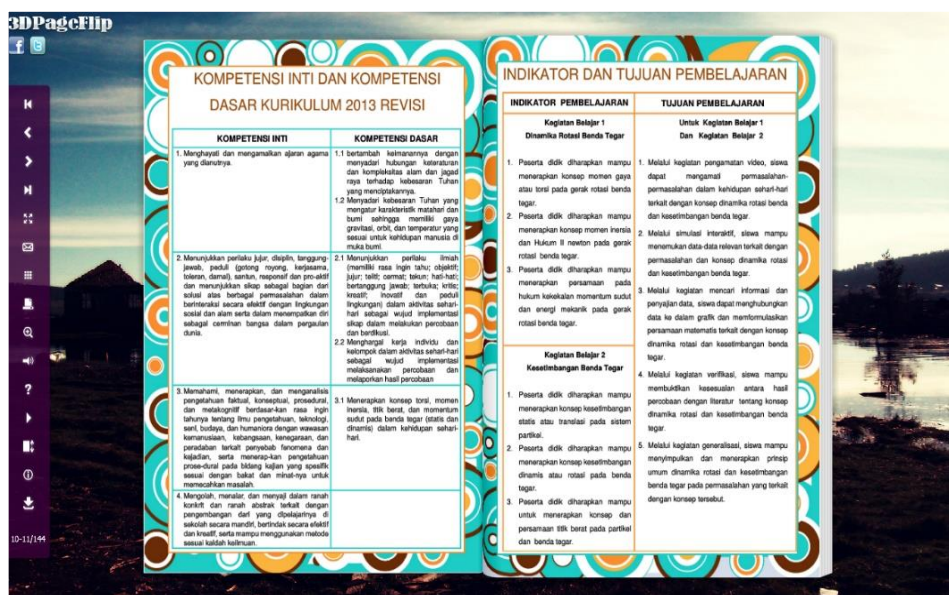 3DPageFlip
10-11/144
KOMPETENSI INTI DAN KOMPETENSI
DASAR KURIKULUM 2013 REVISI
KOMPETENSI INTI
KOMPETENSI DASAR
1. Menghayati dan mengamalkan ajaran agama
yang dianutnya.
1.1 bertambah keimanannya dengan
menyadari hubungan keteraturan
dan kompleksitas alam dan jagad
raya terhadap kebesaran Tuhan
yang menciptakannya.
1.2 Menyadari kebesaran Tuhan yang
mengatur karakteristik matahari dan
bumi sehingga memiliki gaya
gravitasi, orbit, dan temperatur yang
sesuai untuk kehidupan manusia di
muka bumi.
2. Menunjukkan perilaku jujur, disiplin, tanggung-
jawab, peduli (gotong royong, kerjasama,
toleran, damai), santun, responsif dan pro-aktif
dan menunjukkan sikap sebagai bagian dari
solusi atas berbagai permasalahan dalam
berinteraksi secara efektif dengan lingkungan
sosial dan alam serta dalam menempatkan diri
sebagai cerminan bangsa dalam pergaulan
dunia.
2.1 Menunjukkan perilaku ilmiah
(memiliki rasa ingin tahu; objektif;
jujur; teliti; cermat; tekun; hati-hati;
bertanggung jawab; terbuka; kritis;
kreatif; inovatif dan peduli
lingkungan) dalam aktivitas sehari-
hari sebagai wujud implementasi
sikap dalam melakukan percobaan
dan berdikusi.
2.2 Menghargai kerja individu dan
kelompok dalam aktivitas sehari-hari
sebagai wujud implementasi
melaksanakan percobaan dan
melaporkan hasil percobaan
3. Memahami, menerapkan, dan menganalisis
pengetahuan faktual, konseptual, prosedural,
dan metakognitif berdasar-kan rasa ingin
tahunya tentang ilmu pengetahuan, teknologi,
seni, budaya, dan humaniora dengan wawasan
kemanusiaan, kebangsaan, kenegaraan, dan
peradaban terkait penyebab fenomena dan
kejadian, serta menerap-kan pengetahuan
prose-dural pada bidang kajian yang spesifik
sesuai dengan bakat dan minat-nya untuk
memecahkan masalah.
3.1 Menerapkan konsep torsi, momen
inersia, titik berat, dan momentum
sudut pada benda tegar (statis dan
dinamis) dalam kehidupan sehari-
hari.
4. Mengolah, menalar, dan menyaji dalam ranah
konkrit dan ranah abstrak terkait dengan
pengembangan dari yang dipelajarinya di
sekolah secara mandiri, bertindak secara efektif
dan kreatif, serta mampu menggunakan metode
sesuai kaidah keilmuan.
INDIKATOR DAN TUJUAN PEMBELAJARAN
INDIKATOR PEMBELAJARAN
TUJUAN PEMBELAJARAN
Kegiatan Belajar 1
Dinamika Rotasi Benda Tegar
1. Peserta didik diharapkan mampu
menerapkan konsep momen gaya
atau torsi pada gerak rotasi benda
tegar.
2. Peserta didik diharapkan mampu
menerapkan konsep momen inersia
dan Hukum II newton pada gerak
rotasi benda tegar.
3. Peserta didik diharapkan mampu
menerapkan persamaan pada
hukum kekekalan momentum sudut
dan energi mekanik pada gerak
rotasi benda tegar.
Kegiatan Belajar 2
Kesetimbangan Benda Tegar
1. Peserta didik diharapkan mampu
menerapkan konsep kesetimbangan
statis atau translasi pada sistem
partikel.
2. Peserta didik diharapkan mampu
menerapkan konsep kesetimbangan
dinamis atau rotasi pada benda
tegar.
3. Peserta didik diharapkan mampu
untuk menerapkan konsep dan
persamaan titik berat pada partikel
dan benda tegar.
Untuk Kegiatan Belajar 1
Dan Kegiatan Belajar 2
1. Melalui kegiatan pengamatan video, siswa
dapat mengamati permasalahan-
permasalahan dalam kehidupan sehari-hari
terkait dengan konsep dinamika rotasi benda
dan kesetimbangan benda tegar.
2. Melalui simulasi interaktif, siswa mampu
menemukan data-data relevan terkait dengan
permasalahan dan konsep dinamika rotasi
dan kesetimbangan benda tegar.
3. Melalui kegiatan mencari informasi dan
penyajian data, siswa dapat menghubungkan
data ke dalam grafik dan memformulasikan
persamaan matematis terkait dengan konsep
dinamika rotasi dan kesetimbangan benda
tegar.
4. Melalui kegiatan verifikasi, siswa mampu
membuktikan kesesuaian antara hasil
percobaan dengan literatur tentang konsep
dinamika rotasi dan kesetimbangan benda
tegar.
5. Melalui kegiatan generalisasi, siswa mampu
menyimpulkan dan menerapkan prinsip
umum dinamika rotasi dan kesetimbangan
benda tegar pada permasalahan yang terkait
dengan konsep tersebut.